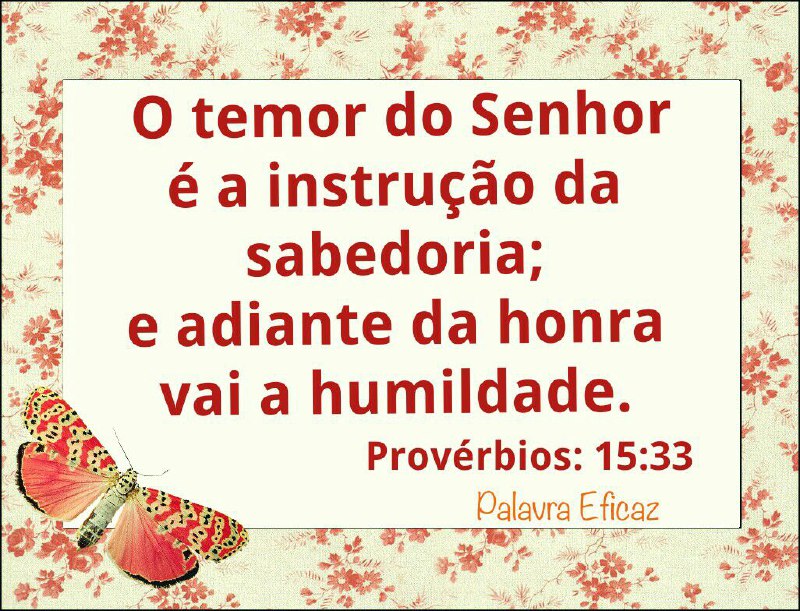 O temor do Senhor
é a instrução da
sabedoria;
e adiante da honra
vai a humildade.
Provérbios: 15:33
Palavra Eficaz